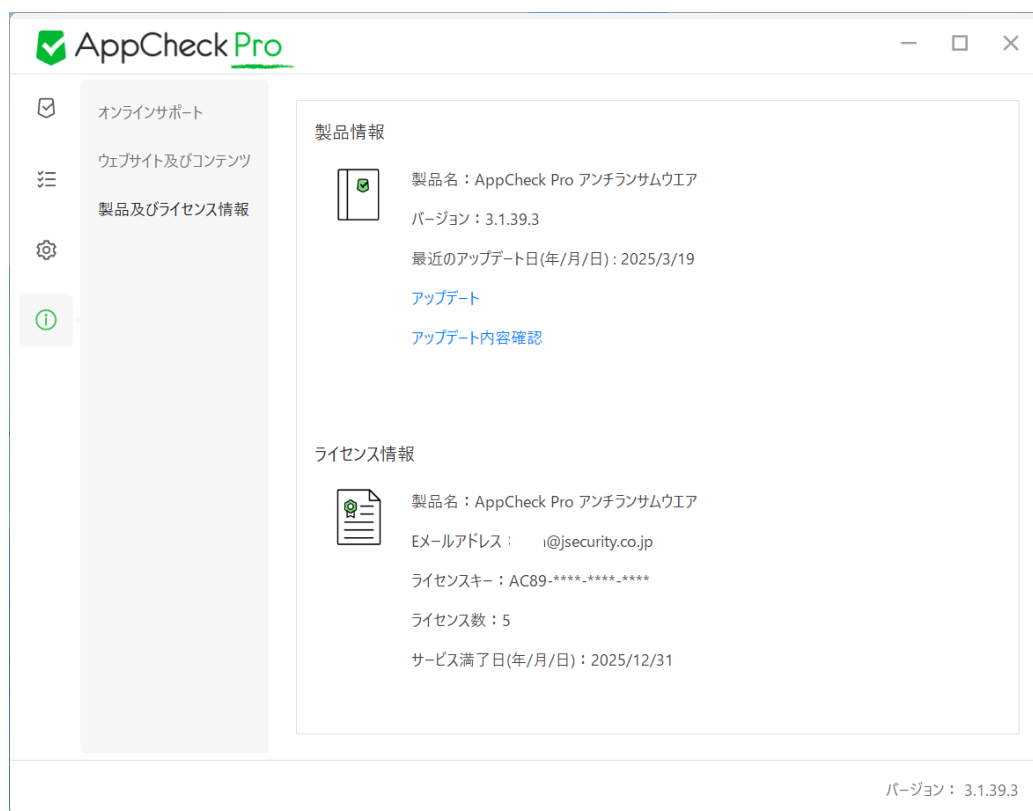 AppCheck Pro
オンラインサポート
ウェブサイト及びコンテンツ
製品及びライセンス情報
製品情報
製品名：AppCheck Pro アンチランサムウエア
バージョン：3.1.39.3
最近のアップデート日(年/月/日) : 2025/3/19
アップデート
アップデート内容確認
ライセンス情報
製品名：AppCheck Pro アンチランサムウエア
Eメールアドレス： @jsecurity.co.jp
ライセンスキー：AC89-****-****-****
ライセンス数：5
サービス満了日(年/月/日)：2025/12/31
バージョン： 3.1.39.3